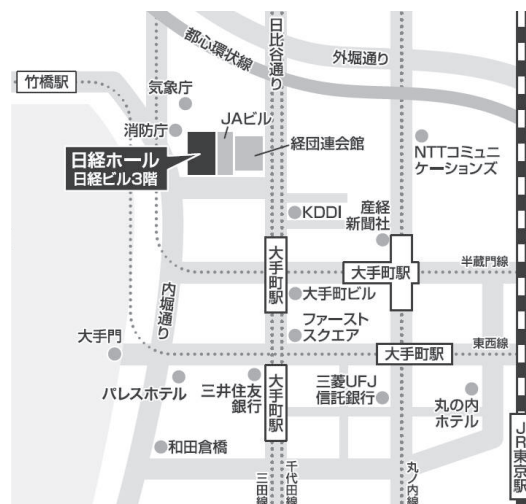 日比谷通り
都心環状線
外堀通り
竹橋駅
気象庁
JAビル
消防庁
経団連会館
日経ホール
日経ビル3階
NTTコミュニ
ケーションズ
KDDI
産経
新聞社
半蔵門線
大手町駅
大手町駅
内堀通り
大手町ビル
ファースト
スクエア
大手門
東西線
大手町駅
パレスホテル
三井住友
銀行
大手町駅
三菱UFJ
信託銀行
丸の内
ホテル
和田倉橋
三田線
千代田線
丸ノ内線
JR東京駅